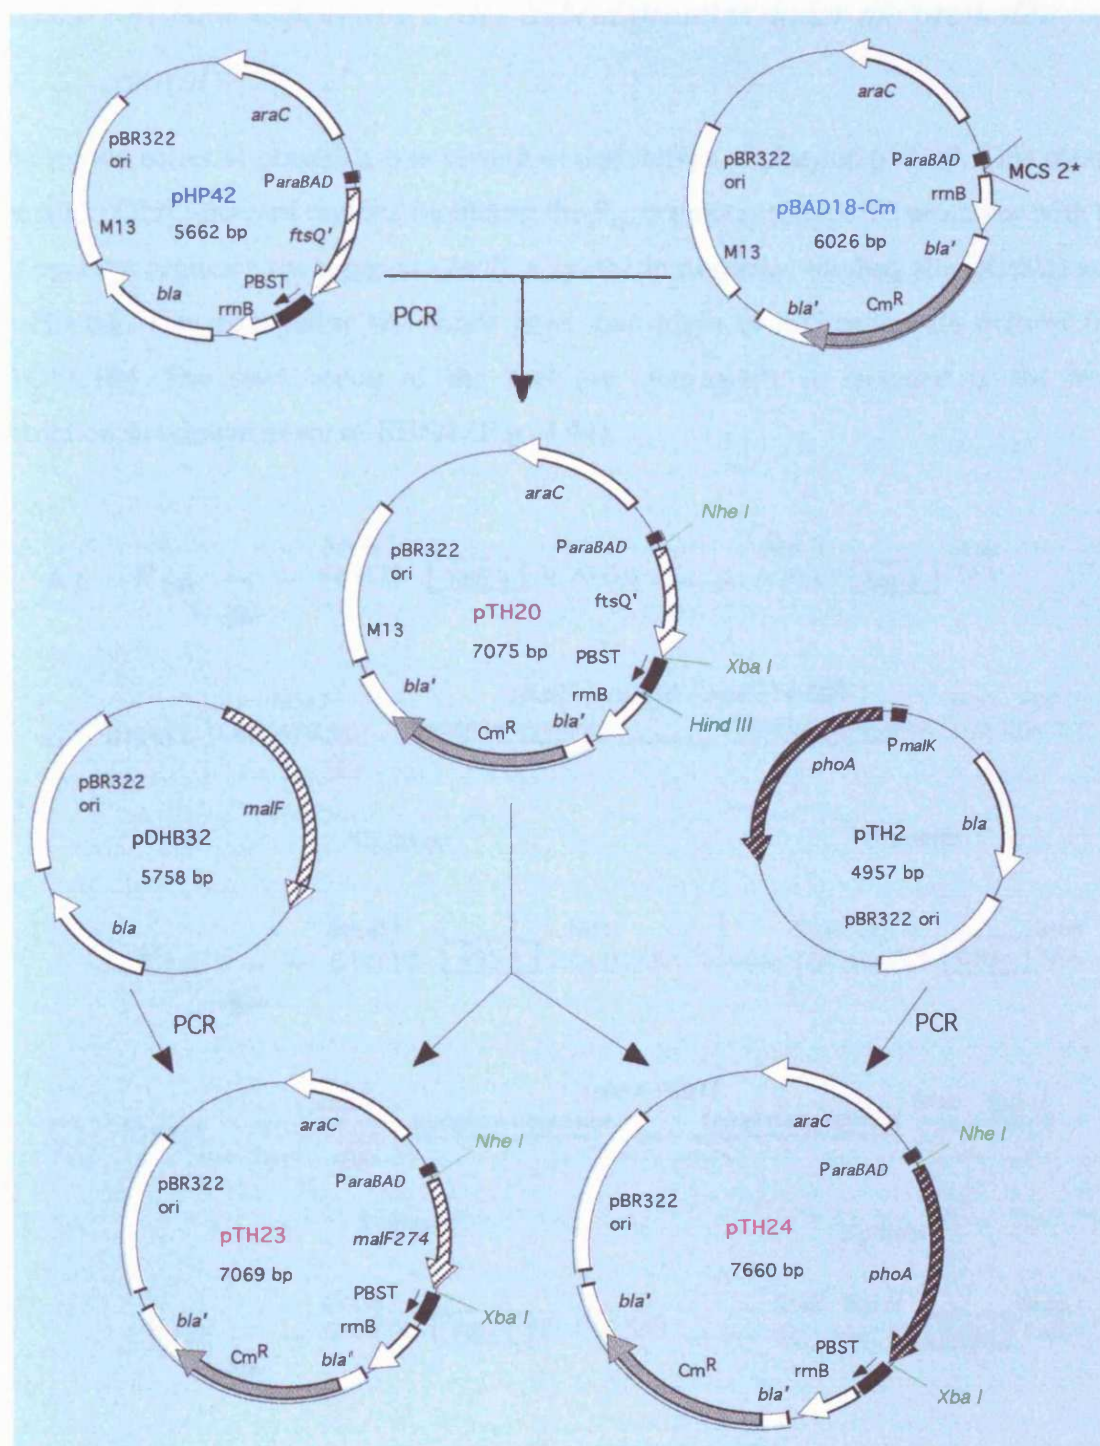 araC
pBR322
ori
ParaBAD
pHP42
5662 bp
ftsQ'
M13
PBST
rrnB
bla
araC
pBR322
ori
ParaBAD
MCS 2*
rrnB
pBAD18-Cm
6026 bp
bla'
M13
CmR
bla'
PCR
araC
Nhe I
pBR322
ori
ParaBAD
ftsQ'
pTH20
M13
7075 bp
PBST
Xba I
rrnB
bla'
Hind III
CmR
bla'
pBR322
ori
malF
pDHB32
5758 bp
bla
PmalK
phoA
bla
pTH2
4957 bp
pBR322 ori
PCR
PCR
araC
Nhe I
ParaBAD
pBR322
ori
pTH23
malF274
7069 bp
PBST
Xba I
rrnB
bla'
CmR
bla"
araC
Nhe I
ParaBAD
pBR322
ori
pTH24
7660 bp
phoA
bla'
PBST
rrnB
CmR
bla'
Xba I